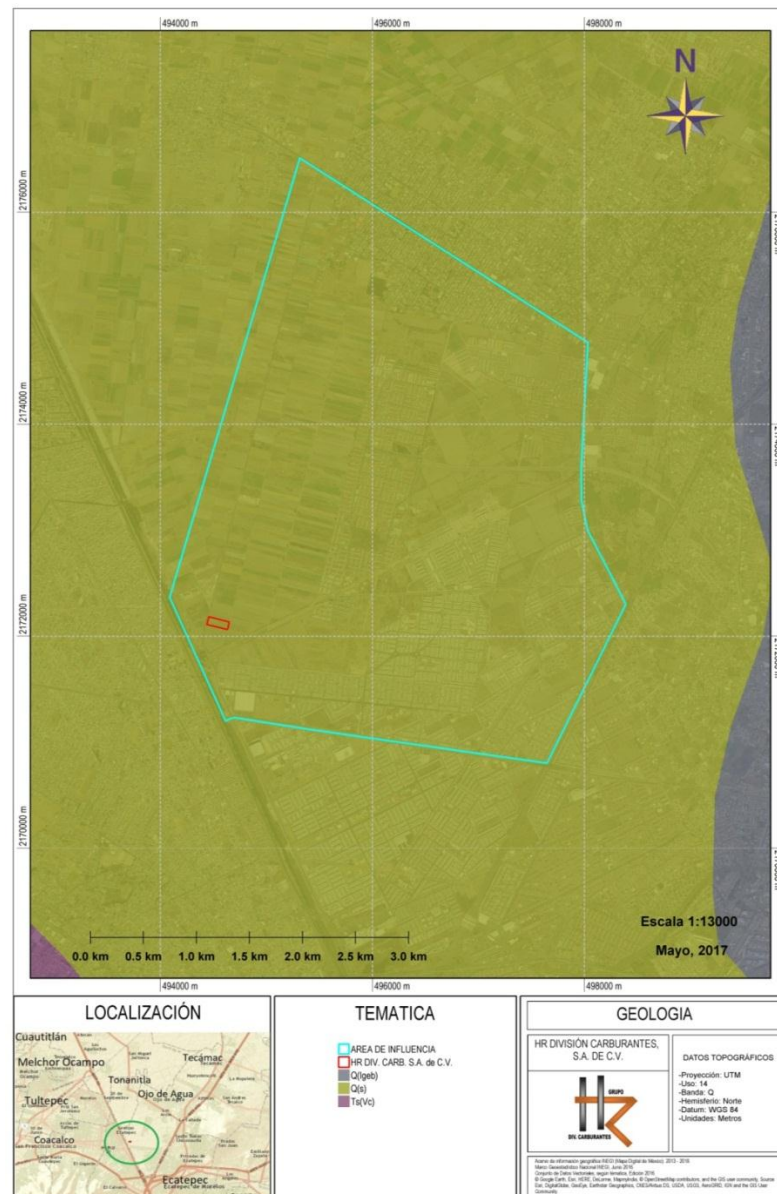 494000 m
496000 m
498000 m
N
2176000 m
2174000 m
2172000 m
2170000 m
Escala 1:13000
Mayo, 2017
0.0 km
0.5 km
1.0 km
1.5 km
2.0 km
2.5 km
3.0 km
494000 m
496000 m
498000 m
LOCALIZACIÓN
Cuautitlán
Melchor Ocampo
Tecámac
Tonanitla
Ojo de Agua
Tultepec
Coacalco
Ecatepec
Ecatepec de Morelos
TEMATICA
AREA DE INFLUENCIA
HR DIV. CARB. S.A. de C.V.
Q(Igeb)
Q(s)
Ts(Vc)
GEOLOGIA
HR DIVISIÓN CARBURANTES,
S.A. DE C.V.
GRUPO
HR
DIV. CARBURANTES
DATOS TOPOGRÁFICOS
-Proyección: UTM
-Uso: 14
-Banda: Q
-Hemisferio: Norte
-Datum: WGS 84
-Unidades: Metros